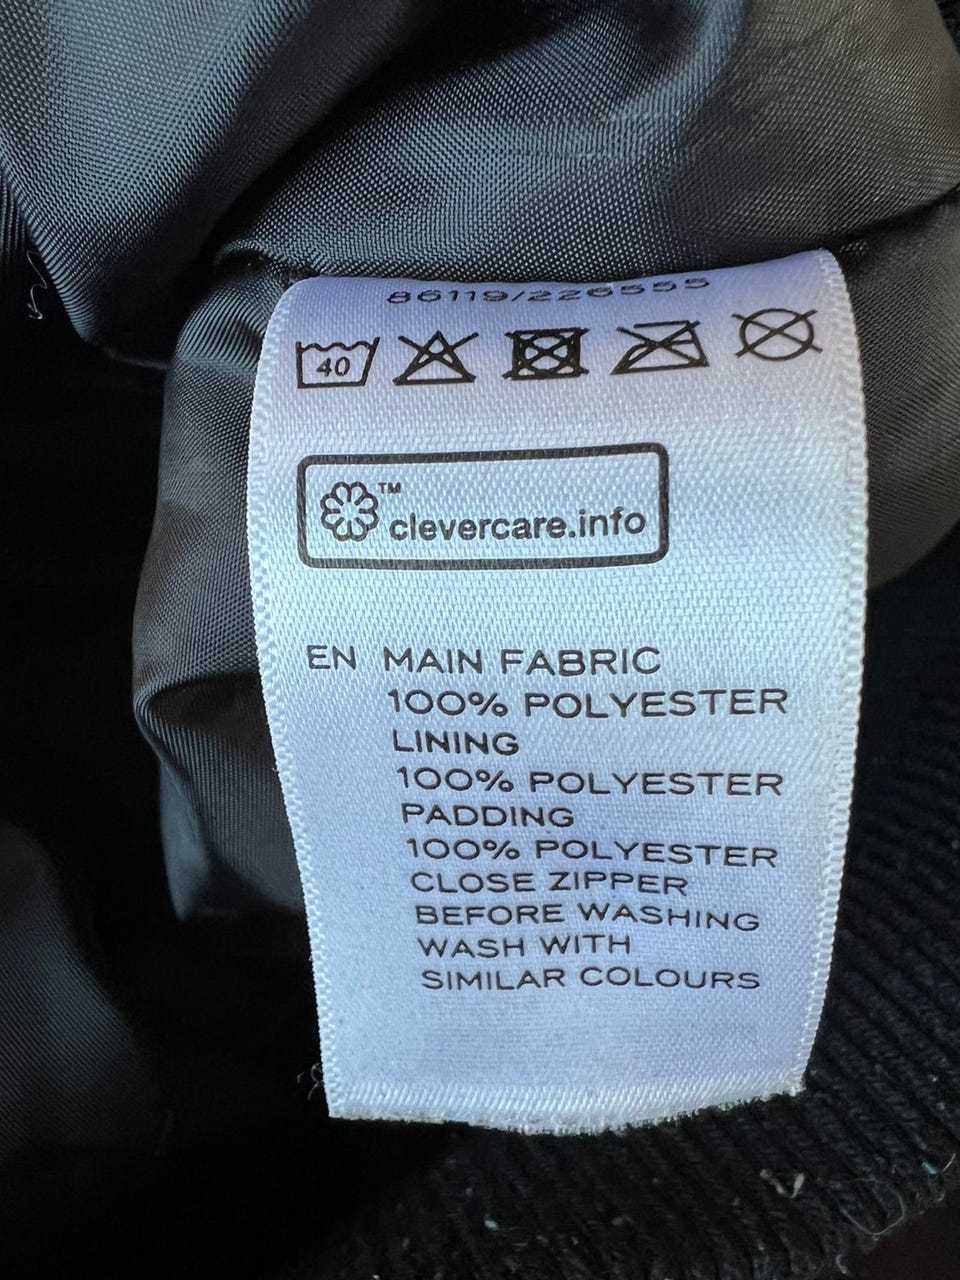 86119/226555
40
™
clevercare.info
EN MAIN FABRIC
100% POLYESTER
LINING
100% POLYESTER
PADDING
100% POLYESTER
CLOSE ZIPPER
BEFORE WASHING
WASH WITH
SIMILAR COLOURS